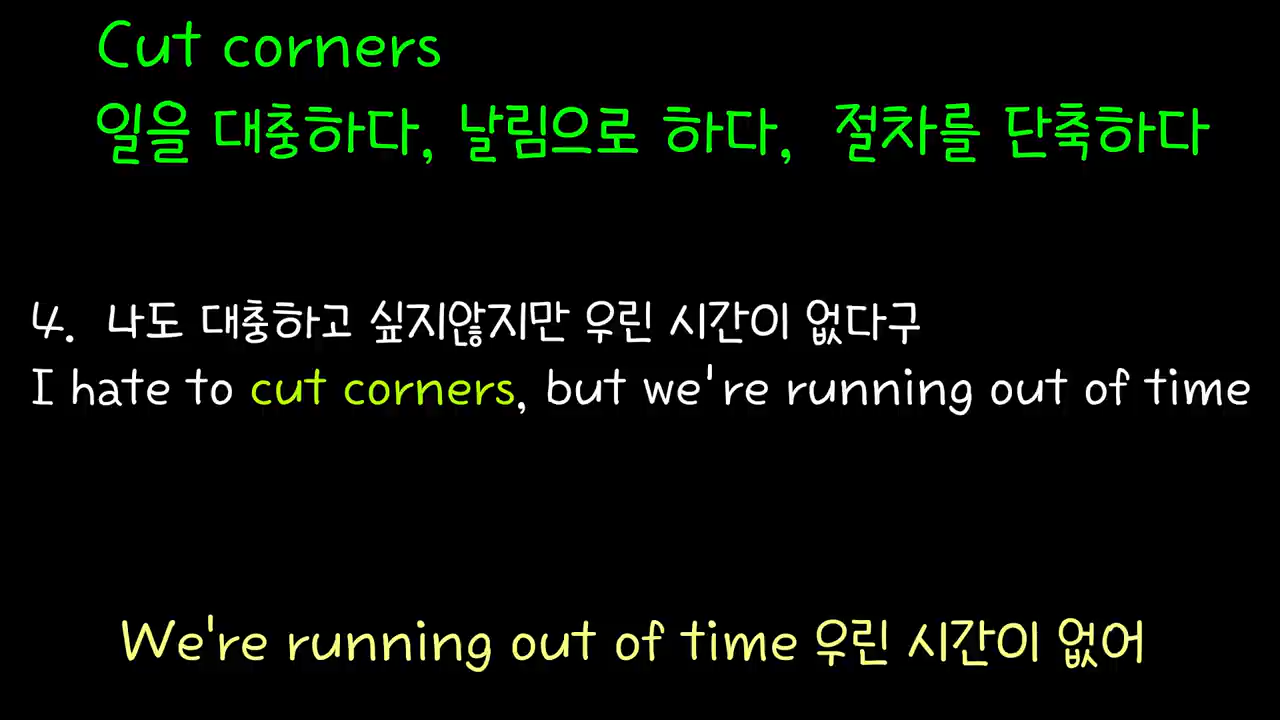 Cut corners
일을 대충하다, 날림으로 하다, 절차를 단축하다
4. 나도 대충하고 싶지않지만 우린 시간이 없다구
I hate to cut corners, but we're running out of time
We're running out of time 우린 시간이 없어